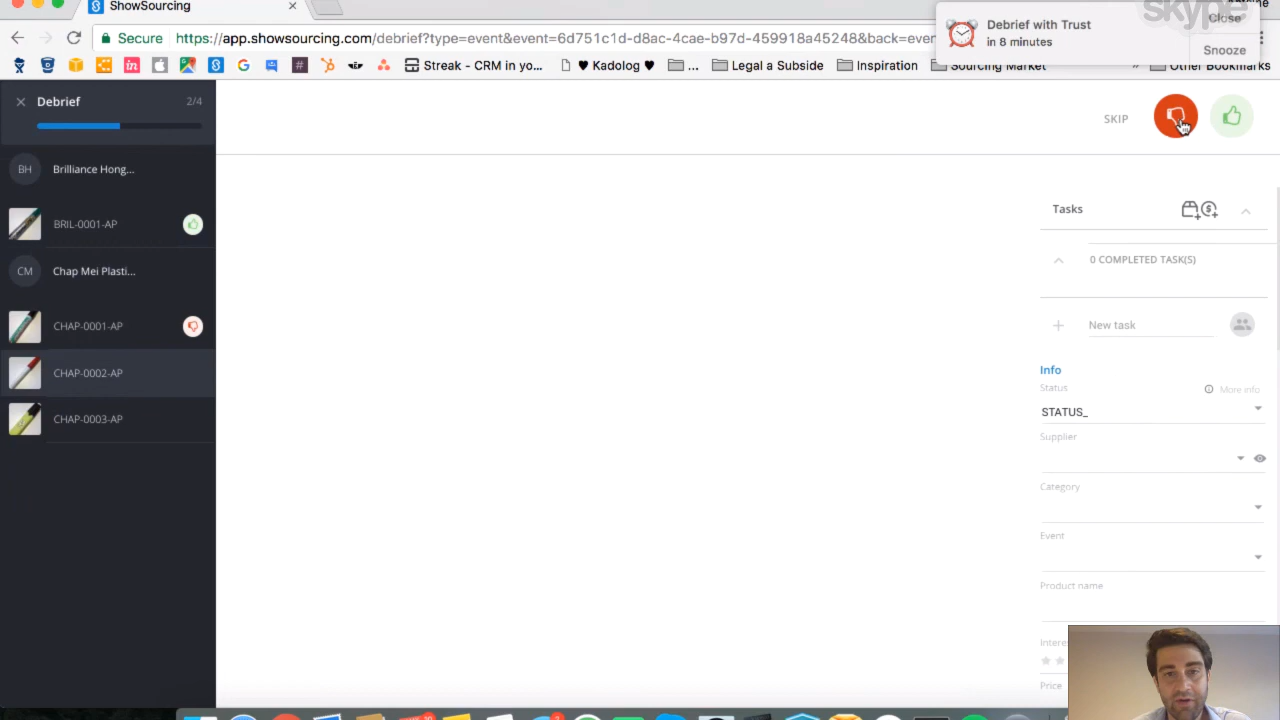 ShowSourcing
skype
Debrief with Trust
in 8 minutes
Close
Snooze
Secure
https://app.showsourcing.com/debrief?type=event&event=6d751c1d-d8ac-4cae-b97d-459918a45248&back=even
Streak - CRM in yo...
♥ Kadolog ♥
...
Legal a Subside
Inspiration
Sourcing Market
Other Bookmarks
Debrief
2/4
SKIP
BH
Brilliance Hong...
BRIL-0001-AP
CM
Chap Mei Plasti...
CHAP-0001-AP
CHAP-0002-AP
CHAP-0003-AP
Tasks
0 COMPLETED TASK(S)
New task
Info
Status
More info
STATUS_
Supplier
Category
Event
Product name
Price